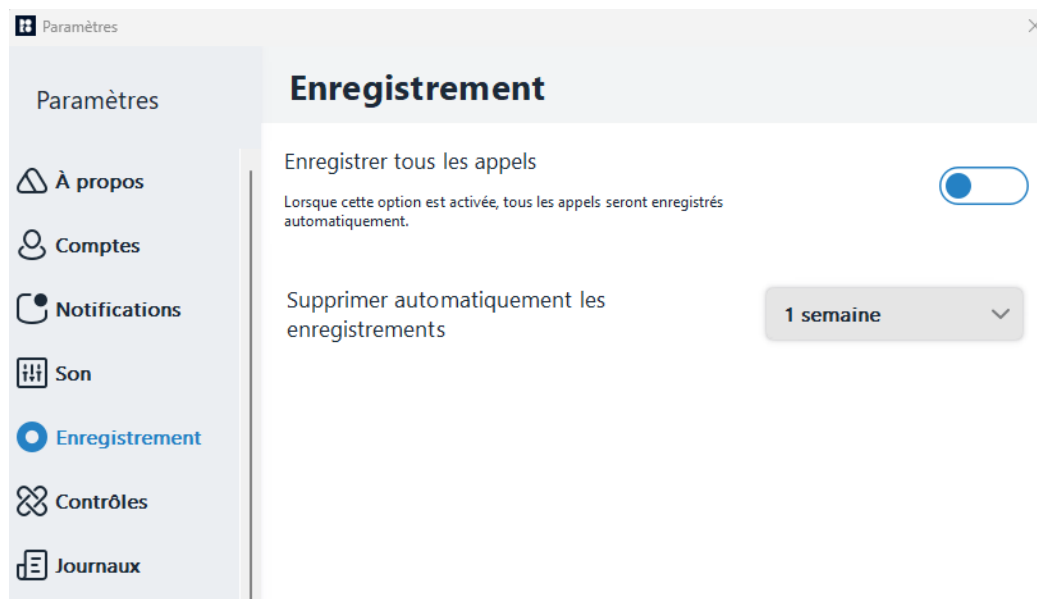 Paramètres
Paramètres
Enregistrement
À propos
Comptes
Notifications
Son
Enregistrement
Contrôles
Journaux
Enregistrer tous les appels
Lorsque cette option est activée, tous les appels seront enregistrés
automatiquement.
Supprimer automatiquement les
enregistrements
1 semaine